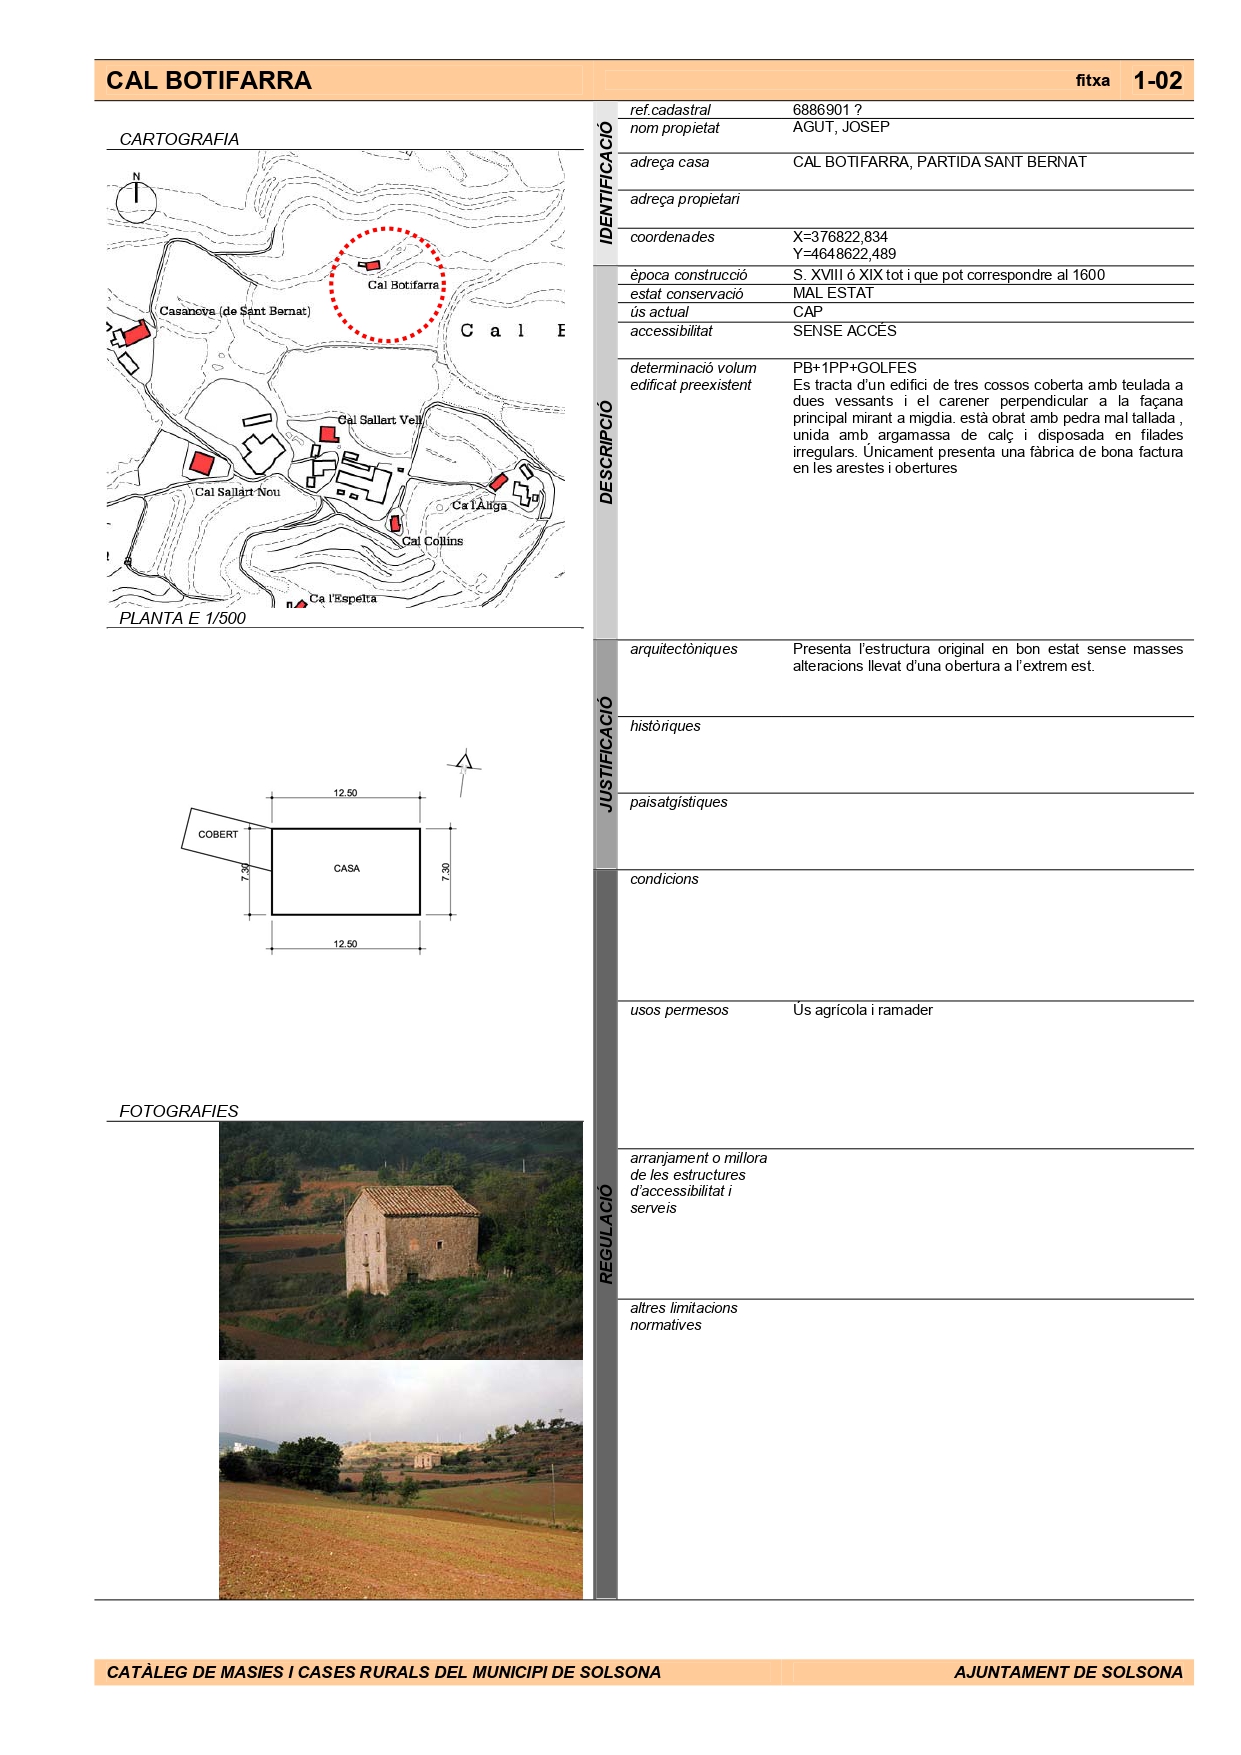 CAL BOTIFARRA
fitxa 1-02
CARTOGRAFIA
N
Cal Botifarra
Casanova (de Sant Bernat)
C a l
Cal Sallart Vell
Cal Sallart Nou
Ca l'Aliga
Cal Collins
Ca l'Espelta
PLANTA E 1/500
12.50
COBERT
CASA
7.30
7.30
12.50
FOTOGRAFIES
IDENTIFICACIÓ
ref.cadastral 6886901 ?
nom propietat AGUT, JOSEP
adreça casa CAL BOTIFARRA, PARTIDA SANT BERNAT
adreça propietari
coordenades X=376822,834
Y=4648622,489
DESCRIPCIÓ
època construcció S. XVIII ó XIX tot i que pot correspondre al 1600
estat conservació MAL ESTAT
ús actual CAP
accessibilitat SENSE ACCÈS
determinació volum PB+1PP+GOLFES
edificat preexistent Es tracta d’un edifici de tres cossos coberta amb teulada a
dues vessants i el carener perpendicular a la façana
principal mirant a migdia. està obrat amb pedra mal tallada ,
unida amb argamassa de calç i disposada en filades
irregulars. Únicament presenta una fàbrica de bona factura
en les arestes i obertures
JUSTIFICACIÓ
arquitectòniques Presenta l’estructura original en bon estat sense masses
alteracions llevat d’una obertura a l’extrem est.
històriques
paisatgístiques
REGULACIÓ
condicions
usos permesos Ús agrícola i ramader
arranjament o millora
de les estructures
d’accessibilitat i
serveis
altres limitacions
normatives
CATÀLEG DE MASIES I CASES RURALS DEL MUNICIPI DE SOLSONA
AJUNTAMENT DE SOLSONA